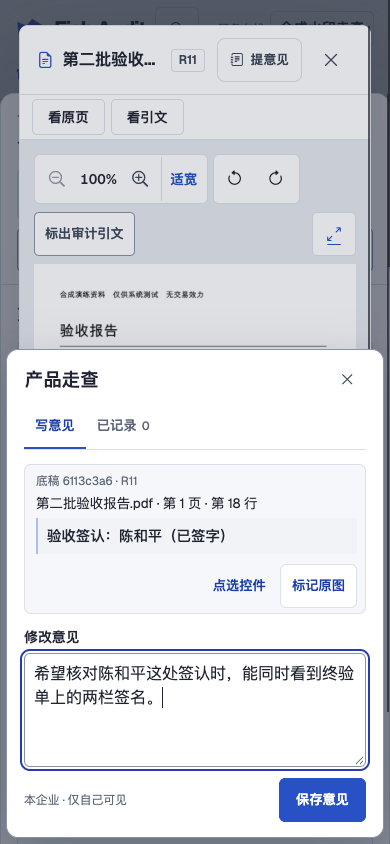 第二批验收...
R11
提意见
看原页
看引文
100%
适宽
标出审计引文
合成演练资料 仅供系统测试 无交易效力
验收报告
产品走查
写意见
已记录 0
底稿 6113c3a6 · R11
第二批验收报告.pdf · 第 1 页 · 第 18 行
验收签认：陈和平（已签字）
点选控件
标记原图
修改意见
希望核对陈和平这处签认时，能同时看到终验
单上的两栏签名。
本企业 · 仅自己可见
保存意见